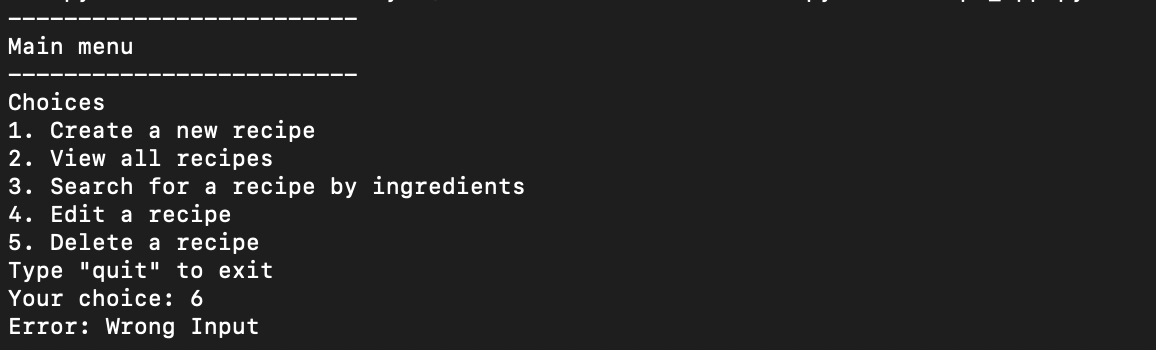 -------------------------
Main menu
-------------------------
Choices
1. Create a new recipe
2. View all recipes
3. Search for a recipe by ingredients
4. Edit a recipe
5. Delete a recipe
Type "quit" to exit
Your choice: 6
Error: Wrong Input